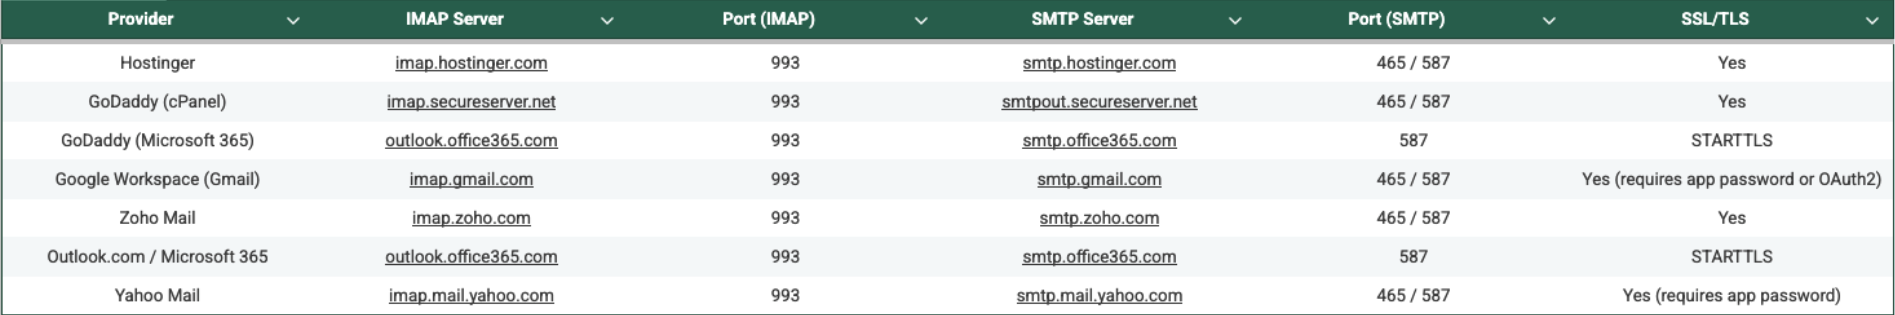 Provider IMAP Server Port (IMAP) SMTP Server Port (SMTP) SSL/TLS
Hostinger imap.hostinger.com 993 smtp.hostinger.com 465 / 587 Yes
GoDaddy (cPanel) imap.secureserver.net 993 smtpout.secureserver.net 465 / 587 Yes
GoDaddy (Microsoft 365) outlook.office365.com 993 smtp.office365.com 587 STARTTLS
Google Workspace (Gmail) imap.gmail.com 993 smtp.gmail.com 465 / 587 Yes (requires app password or OAuth2)
Zoho Mail imap.zoho.com 993 smtp.zoho.com 465 / 587 Yes
Outlook.com / Microsoft 365 outlook.office365.com 993 smtp.office365.com 587 STARTTLS
Yahoo Mail imap.mail.yahoo.com 993 smtp.mail.yahoo.com 465 / 587 Yes (requires app password)